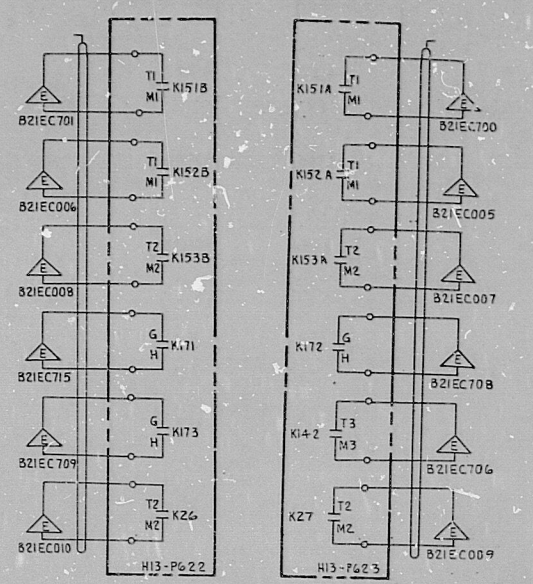 T1
K151B
M1
E
B21EC701
T1
K152B
M1
E
B21EC006
T2
K153B
M2
E
B21EC008
G
K171
H
E
B21EC715
G
K173
H
E
B21EC709
T2
K26
M2
E
B21EC010
H13-P622
T1
K151A
M1
E
B21EC700
T1
K152A
M1
E
B21EC005
T2
K153A
M2
E
B21EC007
G
K172
H
E
B21EC708
T3
K142
M3
E
B21EC706
T2
K27
M2
E
B21EC009
H13-P623